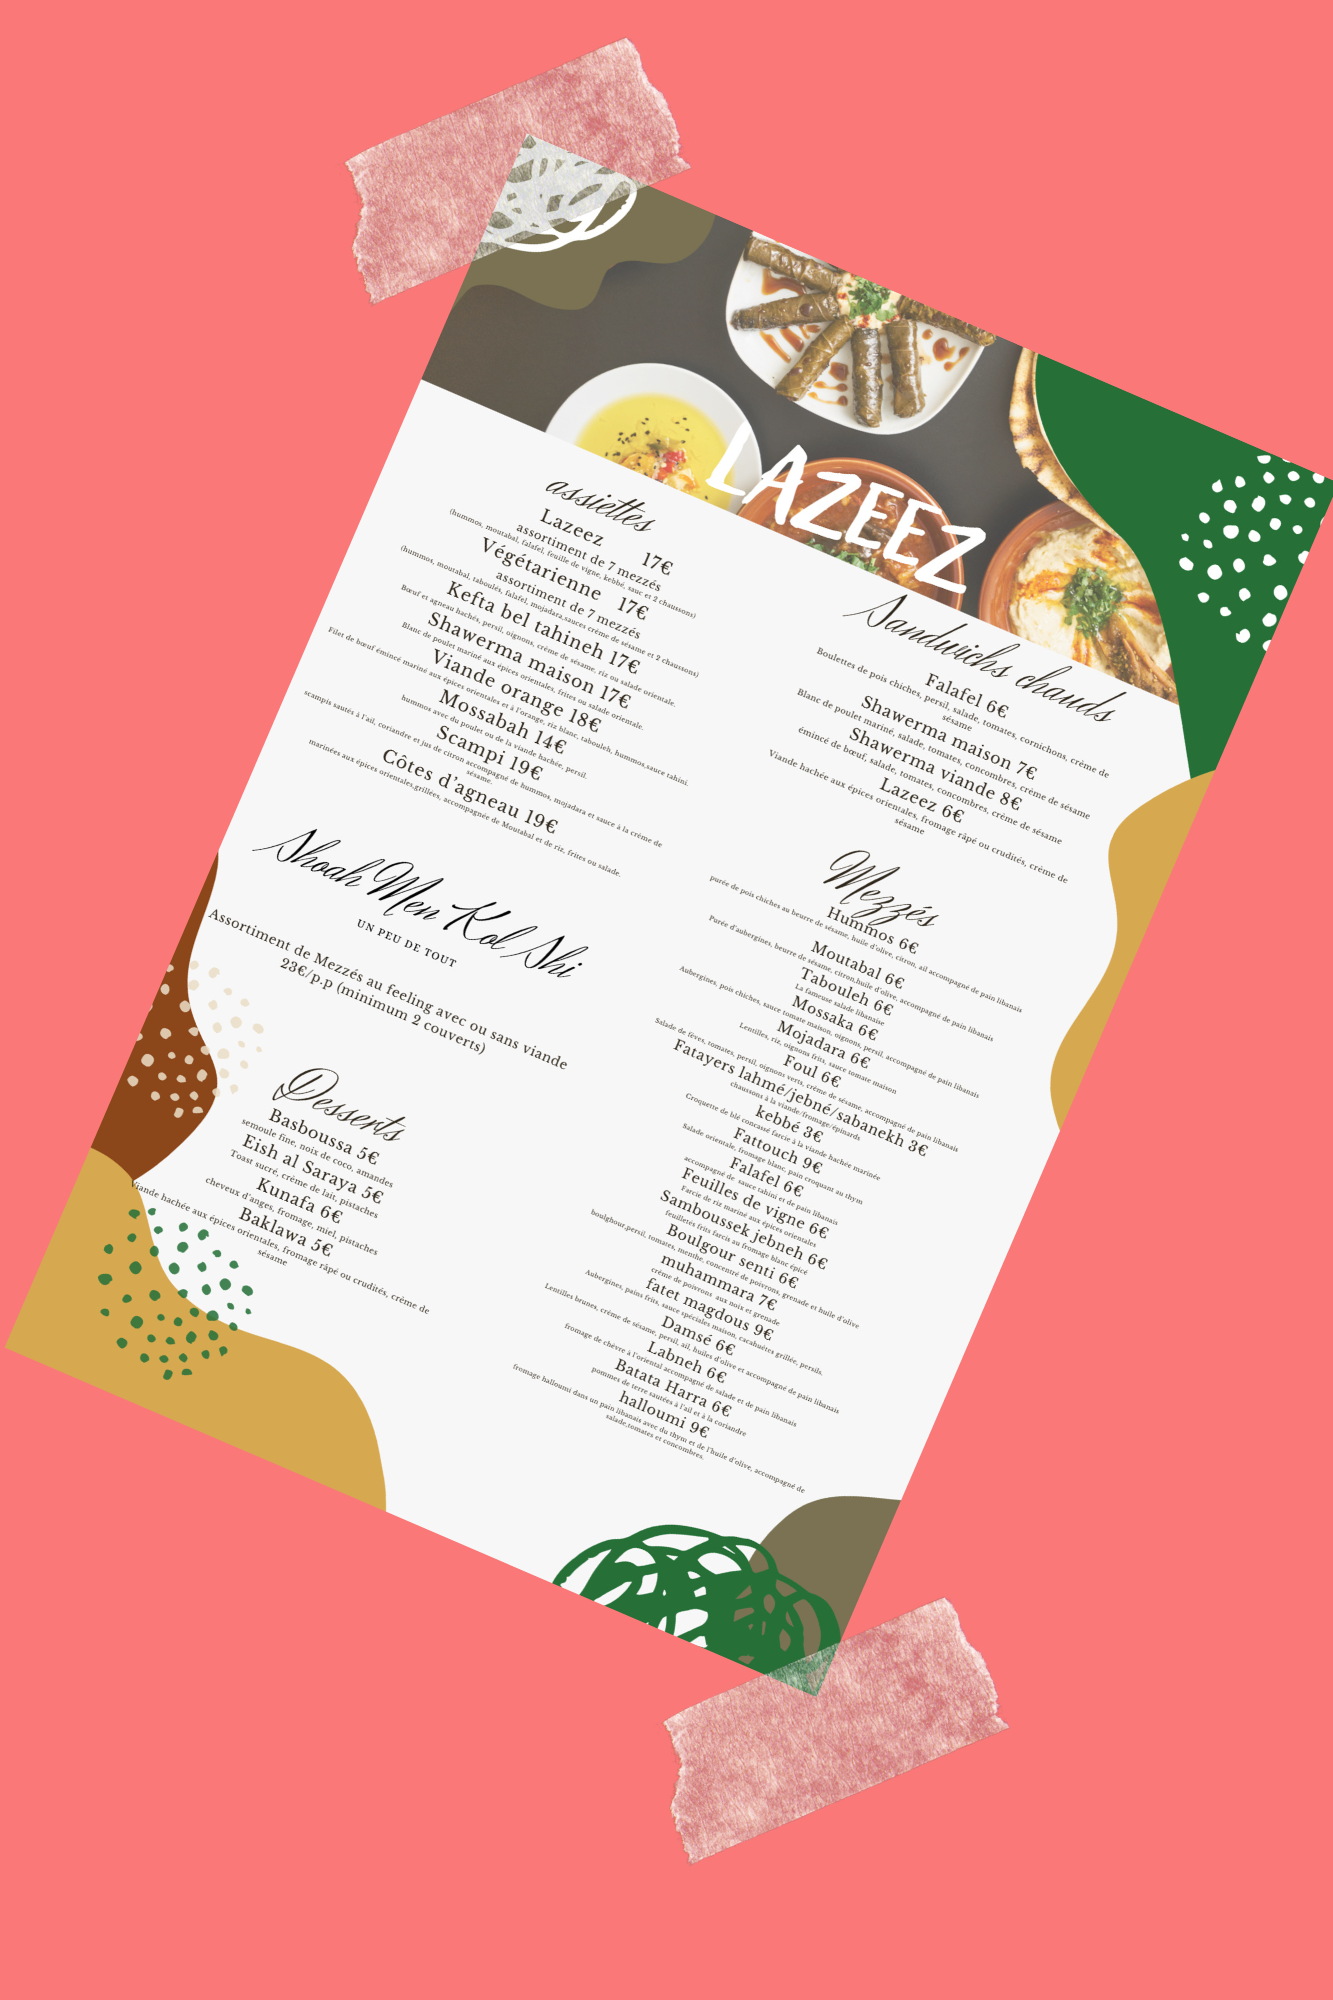 LAZEEZ
assiettes
Lazeez 17€
assortiment de 7 mezzés
(hummos, moutabal, falafel, feuille de vigne, kebbé, sauc et 2 chaussons)
Végétarienne 17€
assortiment de 7 mezzés
(hummos, moutabal, taboulés, falafel, mojadara,sauces crème de sésame et 2 chaussons)
Kefta bel tahineh 17€
Bœuf et agneau hachés, persil, oignons, crème de sésame, riz ou salade orientale.
Shawerma maison 17€
Blanc de poulet mariné aux épices orientales, frites ou salade orientale.
Viande orange 18€
Filet de bœuf émincé mariné aux épices orientales et à l'orange, riz blanc, tabouleh, hummos,sauce tahini.
Mossabah 14€
hummos avec du poulet ou de la viande hachée, persil.
Scampi 19€
scampis sautés à l'ail, coriandre et jus de citron accompagné de hummos, mojadara et sauce à la crème de
sésame.
Côtes d'agneau 19€
marinées aux épices orientales,grillées, accompagnée de Moutabal et de riz, frites ou salade.
Shoah Men Kol Shi
UN PEU DE TOUT
Assortiment de Mezzés au feeling avec ou sans viande
23€/p.p (minimum 2 couverts)
Desserts
Basboussa 5€
semoule fine, noix de coco, amandes
Eish al Saraya 5€
Toast sucré, crème de lait, pistaches
Kunafa 6€
cheveux d'anges, fromage, miel, pistaches
Baklawa 5€
Viande hachée aux épices orientales, fromage râpé ou crudités, crème de
sésame
Sandwichs chauds
Falafel 6€
Boulettes de pois chiches, persil, salade, tomates, cornichons, crème de
sésame
Shawerma maison 7€
Blanc de poulet mariné, salade, tomates, concombres, crème de sésame
Shawerma viande 8€
émincé de bœuf, salade, tomates, concombres, crème de sésame
Lazeez 6€
Viande hachée aux épices orientales, fromage râpé ou crudités, crème de
sésame
Mezzés
Hummos 6€
purée de pois chiches au beurre de sésame, huile d'olive, citron, ail accompagné de pain libanais
Moutabal 6€
Purée d'aubergines, beurre de sésame, citron,huile d'olive, accompagné de pain libanais
Tabouleh 6€
La fameuse salade libanaise
Mossaka 6€
Aubergines, pois chiches, sauce tomate maison, oignons, persil, accompagné de pain libanais
Mojadara 6€
Lentilles, riz, oignons frits, sauce tomate maison
Foul 6€
Salade de fèves, tomates, persil, oignons verts, crème de sésame, accompagné de pain libanais
Fatayers lahmé/jebné/sabanekh 3€
chaussons à la viande/fromage/épinards
kebbé 3€
Croquette de blé concassé farcie à la viande hachée marinée
Fattouch 9€
Salade orientale, fromage blanc, pain croquant au thym
Falafel 6€
accompagné de sauce tahini et de pain libanais
Feuilles de vigne 6€
Farcie de riz mariné aux épices orientales
Samboussek jebneh 6€
feuilletés frits farcis au fromage blanc épicé
Boulgour senti 6€
boulghour,persil, tomates, menthe, concentré de poivrons, grenade et huile d'olive
muhammara 7€
crème de poivrons aux noix et grenade
fatet magdous 9€
Aubergines, pains frits, sauce spéciales maison, cacahuètes grillée, persils.
Damsé 6€
Lentilles brunes, crème de sésame, persil, ail, huiles d'olive et accompagné de pain libanais
Labneh 6€
fromage de chèvre à l'oriental accompagné de salade et de pain libanais
Batata Harra 6€
pommes de terre sautées à l'ail et à la coriandre
halloumi 9€
fromage halloumi dans un pain libanais avec du thym et de l'huile d'olive, accompagné de
salade,tomates et concombres.